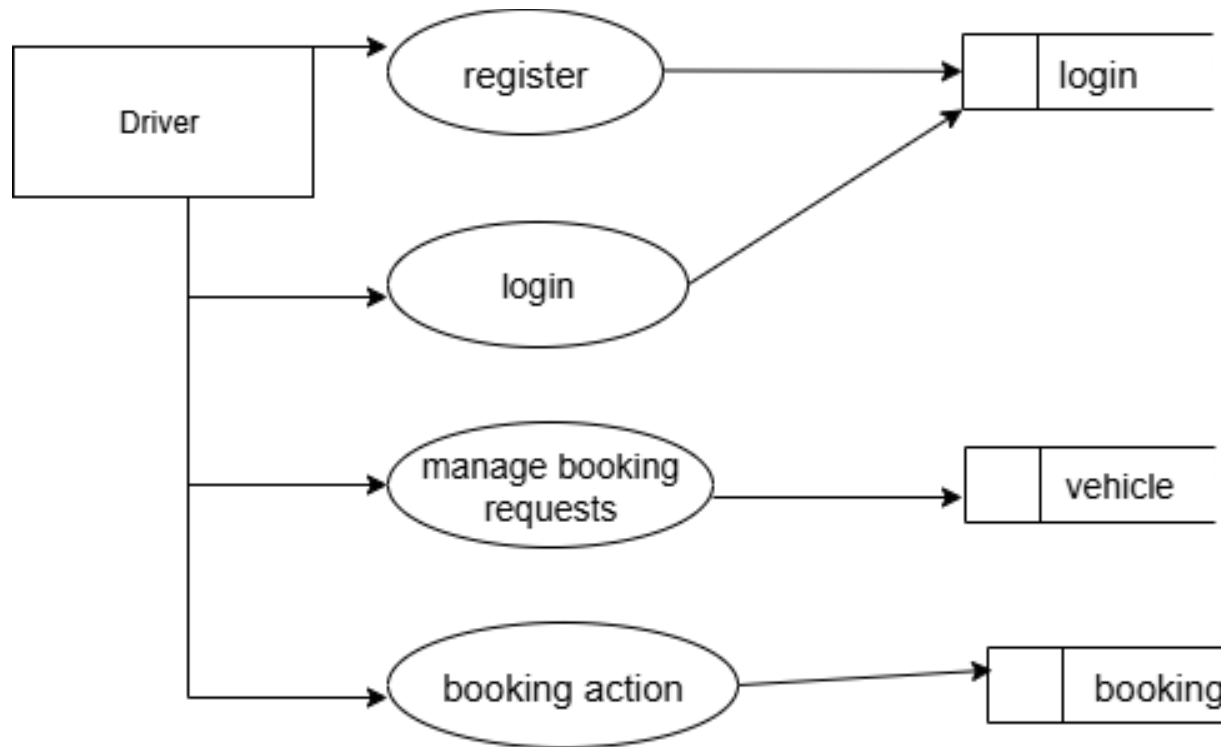 register
login
Driver
login
manage booking
requests
vehicle
booking action
booking